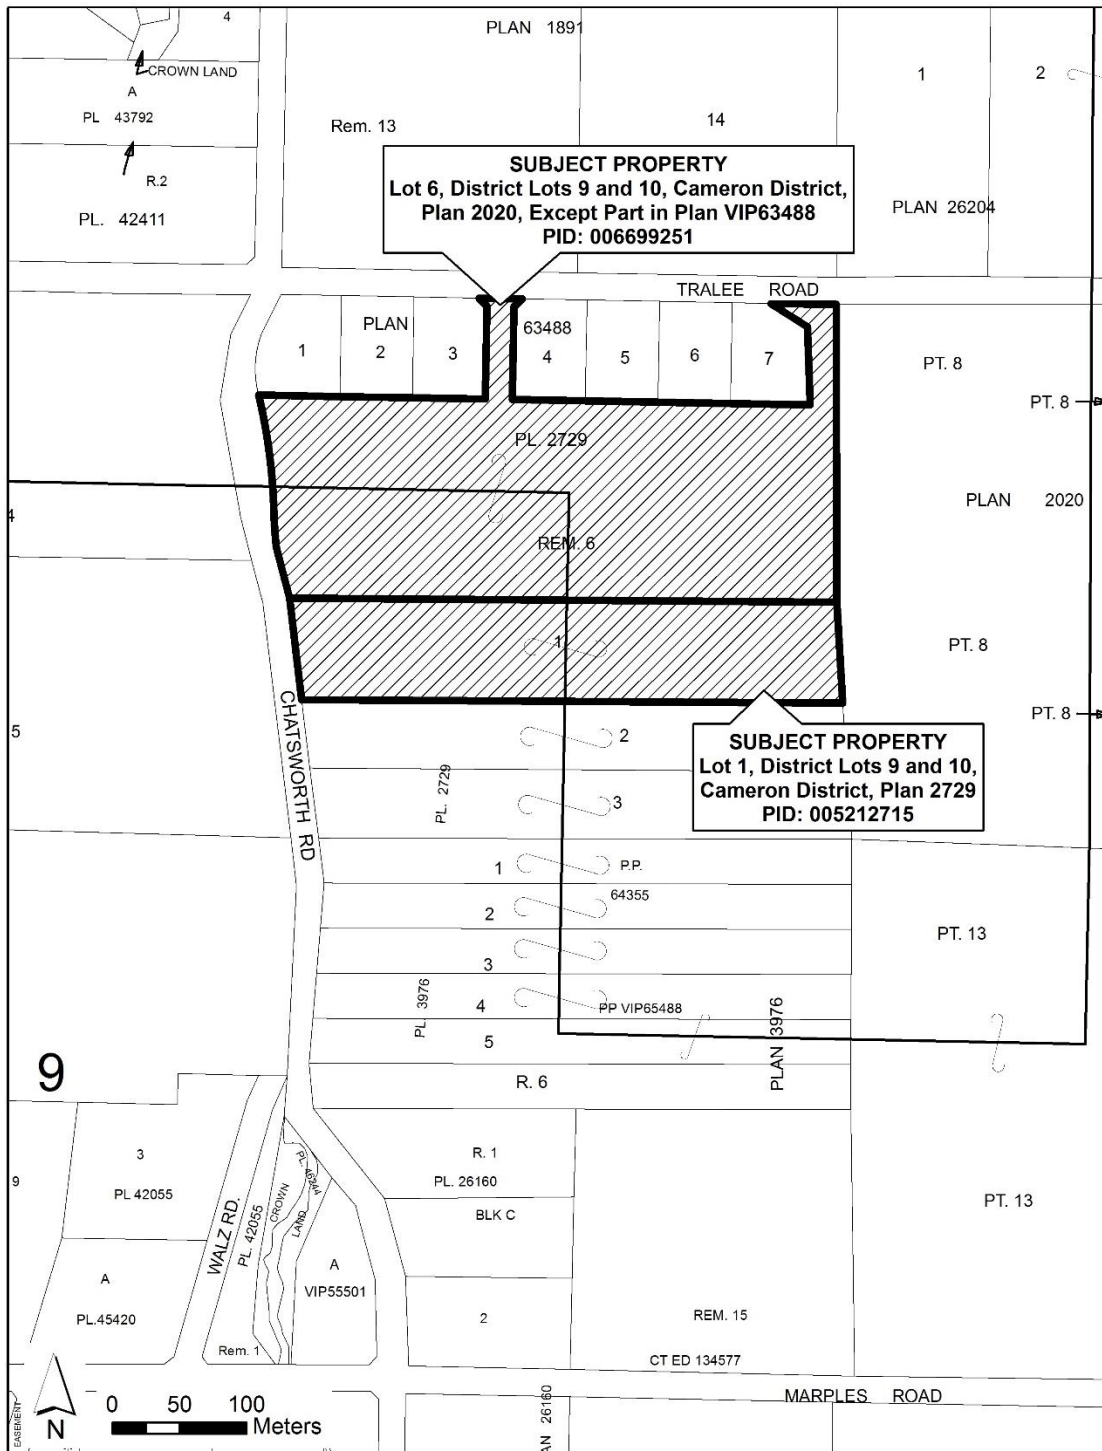 4
PLAN 1891
1
2
CROWN LAND
A
PL 43792
Rem. 13
14
R.2
PL. 42411
SUBJECT PROPERTY
Lot 6, District Lots 9 and 10, Cameron District,
Plan 2020, Except Part in Plan VIP63488
PID: 006699251
PLAN 26204
TRALEE ROAD
PLAN
63488
1
2
3
4
5
6
7
PT. 8
PT. 8
PL. 2729
PLAN 2020
4
REM. 6
1
PT. 8
PT. 8
CHATSWORTH RD
5
2
SUBJECT PROPERTY
Lot 1, District Lots 9 and 10,
Cameron District, Plan 2729
PID: 005212715
PL. 2729
3
1
P.P.
64355
2
3
PT. 13
PL. 3976
4
PP VIP65488
PLAN 3976
5
9
R. 6
3
PL 42055
9
R. 1
PL. 26160
BLK C
PT. 13
WALZ RD.
PL. 42055
CROWN
LAND
PL. 46244
A
VIP55501
A
PL.45420
Rem. 1
2
REM. 15
CT ED 134577
MARPLES ROAD
EASEMENT
N
0 50 100
Meters
AN 26160